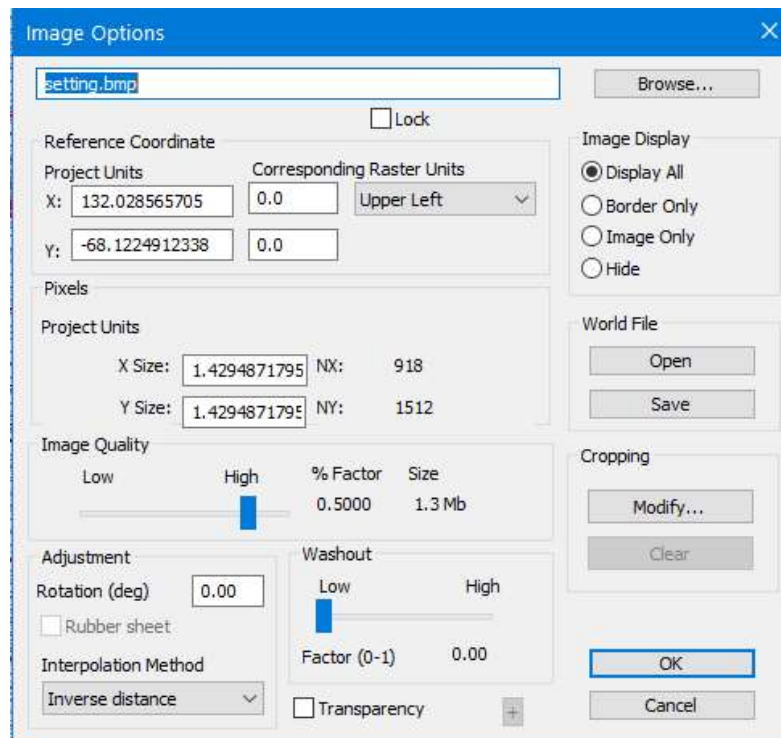 Image Options
setting.bmp
Browse...
Lock
Reference Coordinate
Project Units
Corresponding Raster Units
X:
132.028565705
0.0
Upper Left
Y:
-68.1224912338
0.0
Image Display
Display All
Border Only
Image Only
Hide
Pixels
Project Units
X Size:
1.4294871795
NX:
918
Y Size:
1.4294871795
NY:
1512
World File
Open
Save
Image Quality
Low
High
% Factor
Size
0.5000
1.3 Mb
Cropping
Modify...
Clear
Adjustment
Rotation (deg)
0.00
Rubber sheet
Interpolation Method
Inverse distance
Washout
Low
High
Factor (0-1)
0.00
Transparency
+
OK
Cancel